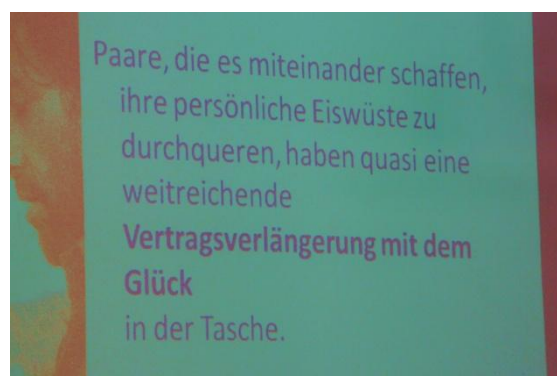 Paare, die es miteinander schaffen,
ihre persönliche Eiswüste zu
durchqueren, haben quasi eine
weitreichende
Vertragsverlängerung mit dem
Glück
in der Tasche.